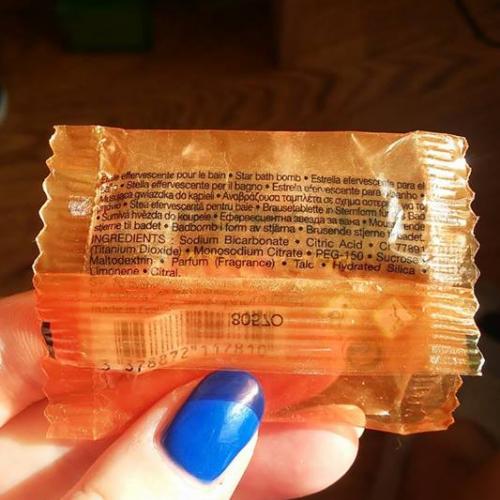 effervescente pour le bain • Star bath bomb • Estrella efervescente para el
• Stella effervescente per il bagno • Estrela efervescente para banho •
Musująca gwiazdka do kąpieli • Αναβράζουσα ταμπλέτα σε σχήμα αστεριού
• Stea efervescentă pentru baie • Brausetablette in Sternform für das Bad
• Šumivá hvězda do koupele • Ефервесцентна звезда за вана •
stjerne til badet • Badbomb i form av stjärna • Brusende stjerne til badet.
INGREDIENTS : Sodium Bicarbonate • Citric Acid • CI 77891
(Titanium Dioxide) • Monosodium Citrate • PEG-150 • Sucrose •
Maltodextrin • Parfum (Fragrance) • Talc • Hydrated Silica •
Limonene • Citral.
80570
3 378872 117810